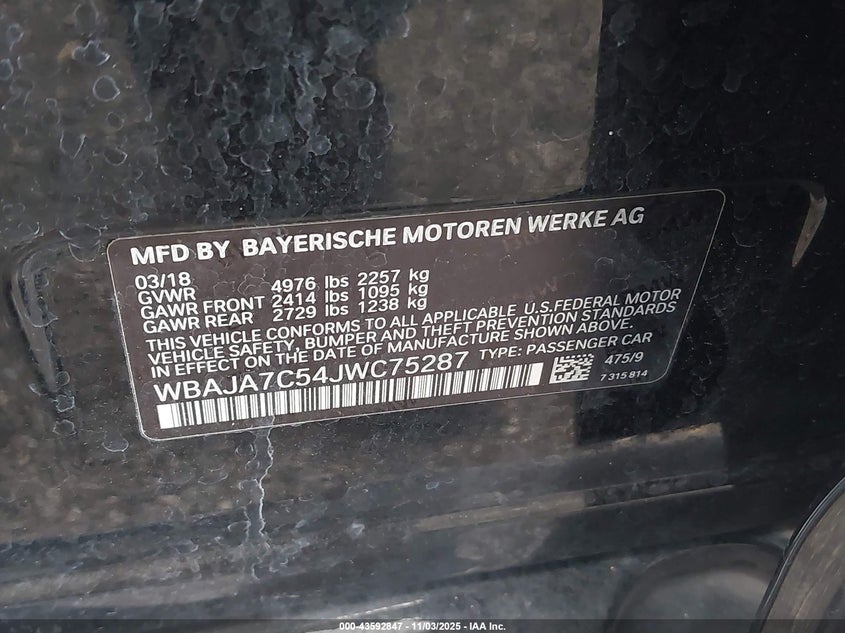 MFD BY BAYERISCHE MOTOREN WERKE AG
03/18
GVWR 4976 lbs 2257 kg
GAWR FRONT 2414 lbs 1095 kg
GAWR REAR 2729 lbs 1238 kg
THIS VEHICLE CONFORMS TO ALL APPLICABLE U.S.FEDERAL MOTOR
VEHICLE SAFETY, BUMPER AND THEFT PREVENTION STANDARDS
IN EFFECT ON THE DATE OF MANUFACTURE SHOWN ABOVE.
WBAJA7C54JWC75287 TYPE: PASSENGER CAR
475/9
7 315 814
000-43592847 - 11/03/2025 - IAA Inc.